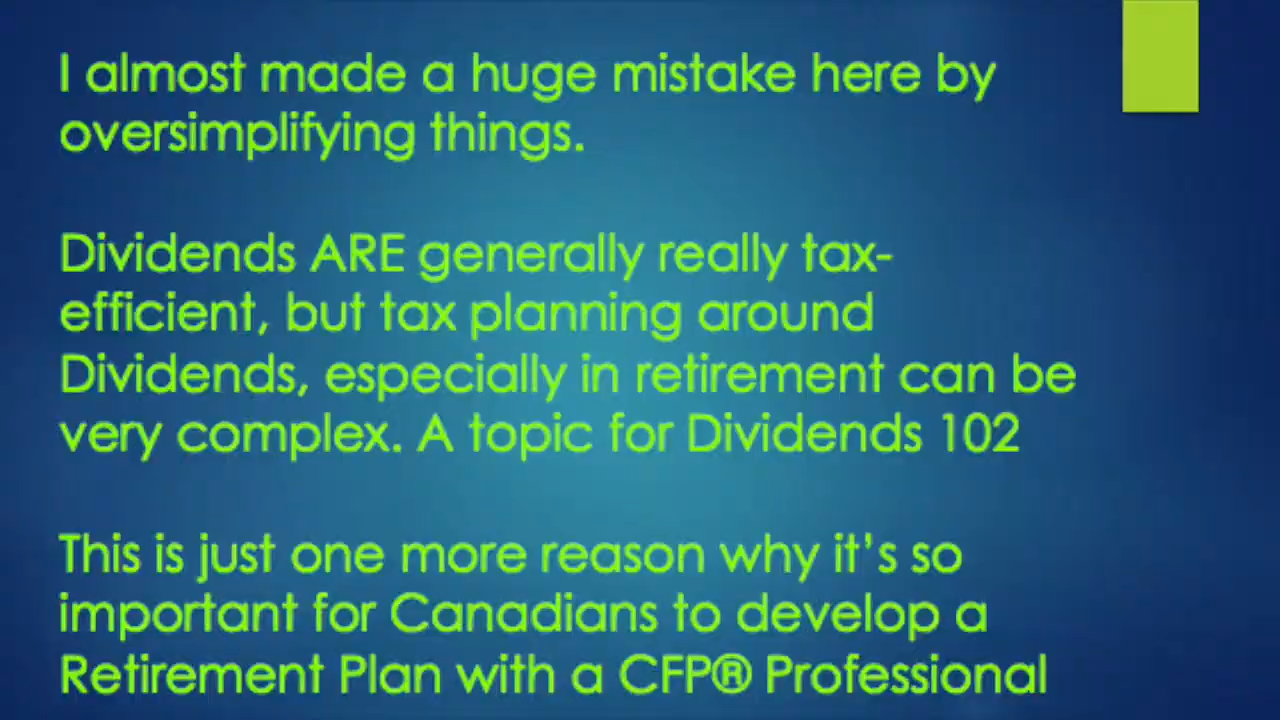 I almost made a huge mistake here by
oversimplifying things.
Dividends ARE generally really tax-
efficient, but tax planning around
Dividends, especially in retirement can be
very complex. A topic for Dividends 102
This is just one more reason why it’s so
important for Canadians to develop a
Retirement Plan with a CFP® Professional